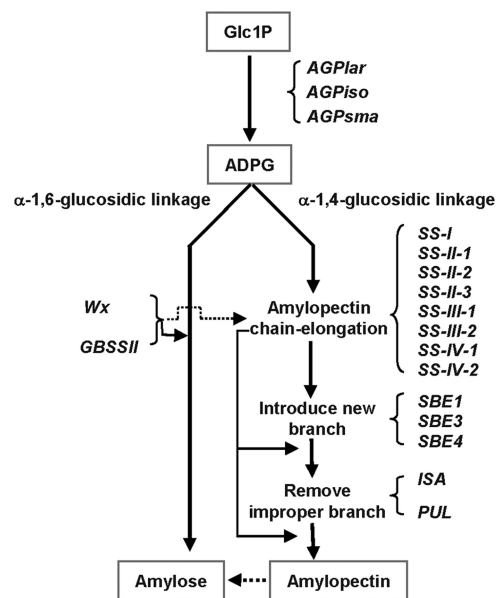 Glc1P
AGPlar
AGPiso
AGPsma
ADPG
α-1,6-glucosidic linkage
α-1,4-glucosidic linkage
SS-I
SS-II-1
SS-II-2
SS-II-3
SS-III-1
SS-III-2
SS-IV-1
SS-IV-2
Wx
GBSSII
Amylopectin
chain-elongation
Introduce new
branch
SBE1
SBE3
SBE4
Remove
improper branch
ISA
PUL
Amylose
Amylopectin